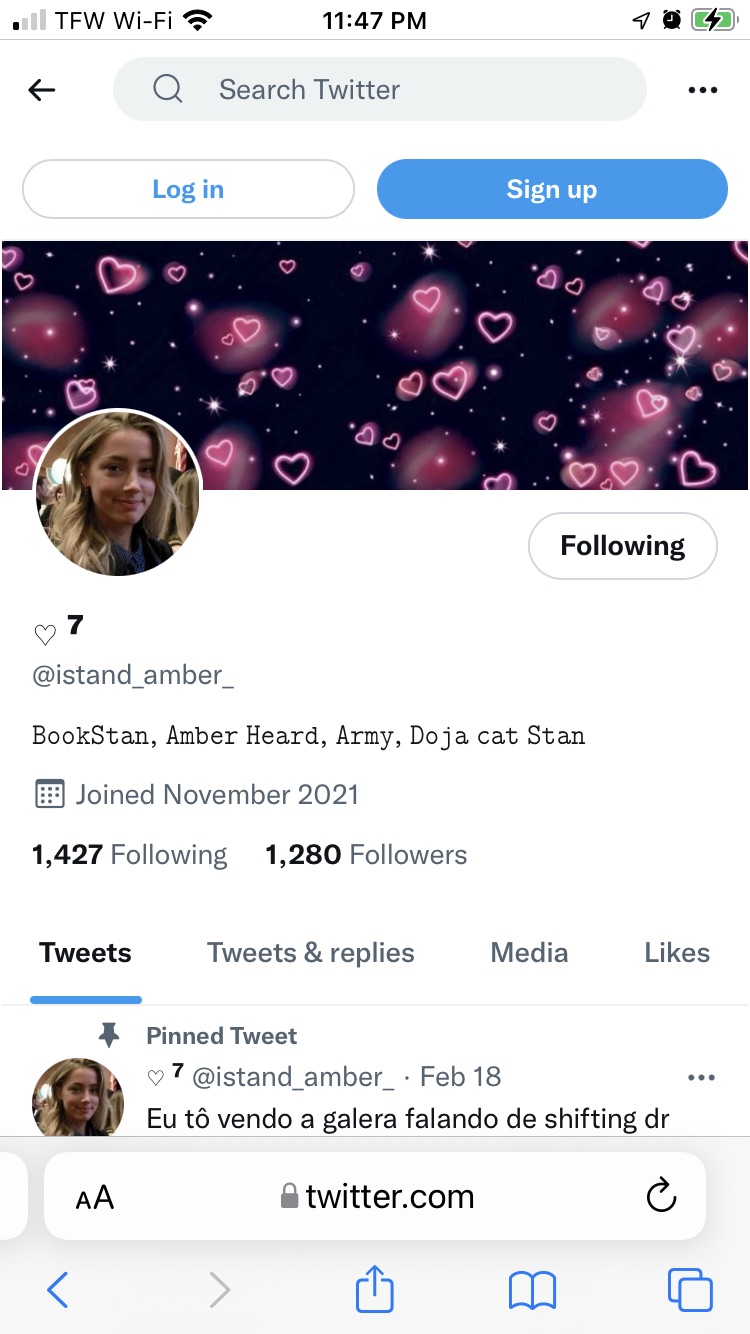 TFW Wi-Fi 11:47 PM
Search Twitter
Log in Sign up
Following
♡ 7
@istand_amber_
BookStan, Amber Heard, Army, Doja cat Stan
Joined November 2021
1,427 Following 1,280 Followers
Tweets Tweets & replies Media Likes
Pinned Tweet
♡ 7 @istand_amber_ · Feb 18
Eu tô vendo a galera falando de shifting dr
AA twitter.com